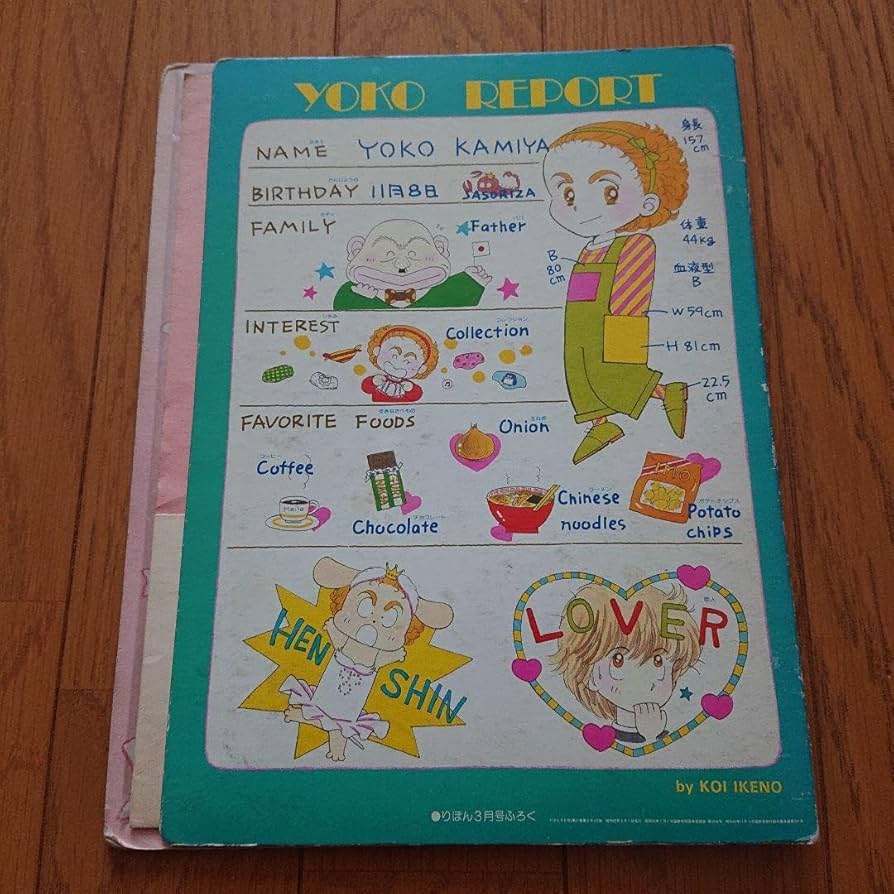 YOKO REPORT
NAME YOKO KAMIYA
BIRTHDAY 11月8日 SASORIZA
FAMILY Father
INTEREST Collection
FAVORITE FOODS Onion
Coffee
Hello
Chocolate
Chinese
noodles
Potato
chips
身長
157
cm
体重
44kg
血液型
B
B
80
cm
W 59cm
H 81cm
22.5
cm
HEN
SHIN
恋人
LOVER
by KOI IKENO
●りぼん3月号ふろく